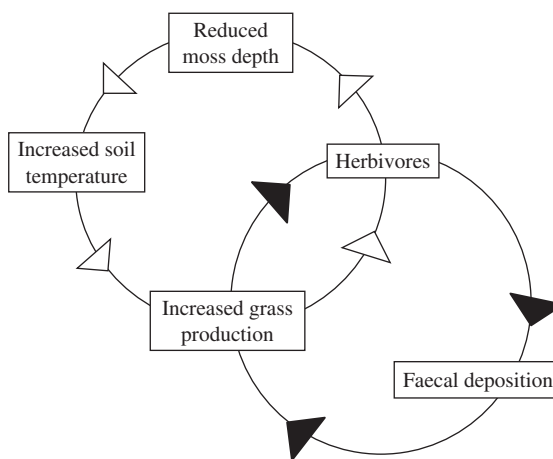 Reduced
moss depth
Increased soil
temperature
Herbivores
Increased grass
production
Faecal deposition